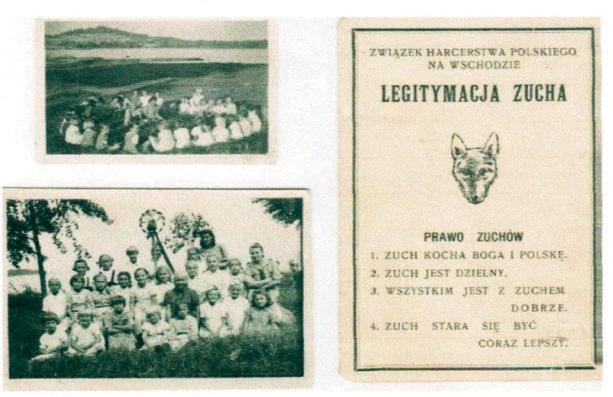 ZWIĄZEK HARCERSTWA POLSKIEGO
NA WSCHODZIE
LEGITYMACJA ZUCHA
PRAWO ZUCHÓW
1. ZUCH KOCHA BOGA I POLSKĘ.
2. ZUCH JEST DZIELNY.
3. WSZYSTKIM JEST Z ZUCHEM
DOBRZE.
4. ZUCH STARA SIĘ BYĆ
CORAZ LEPSZY.